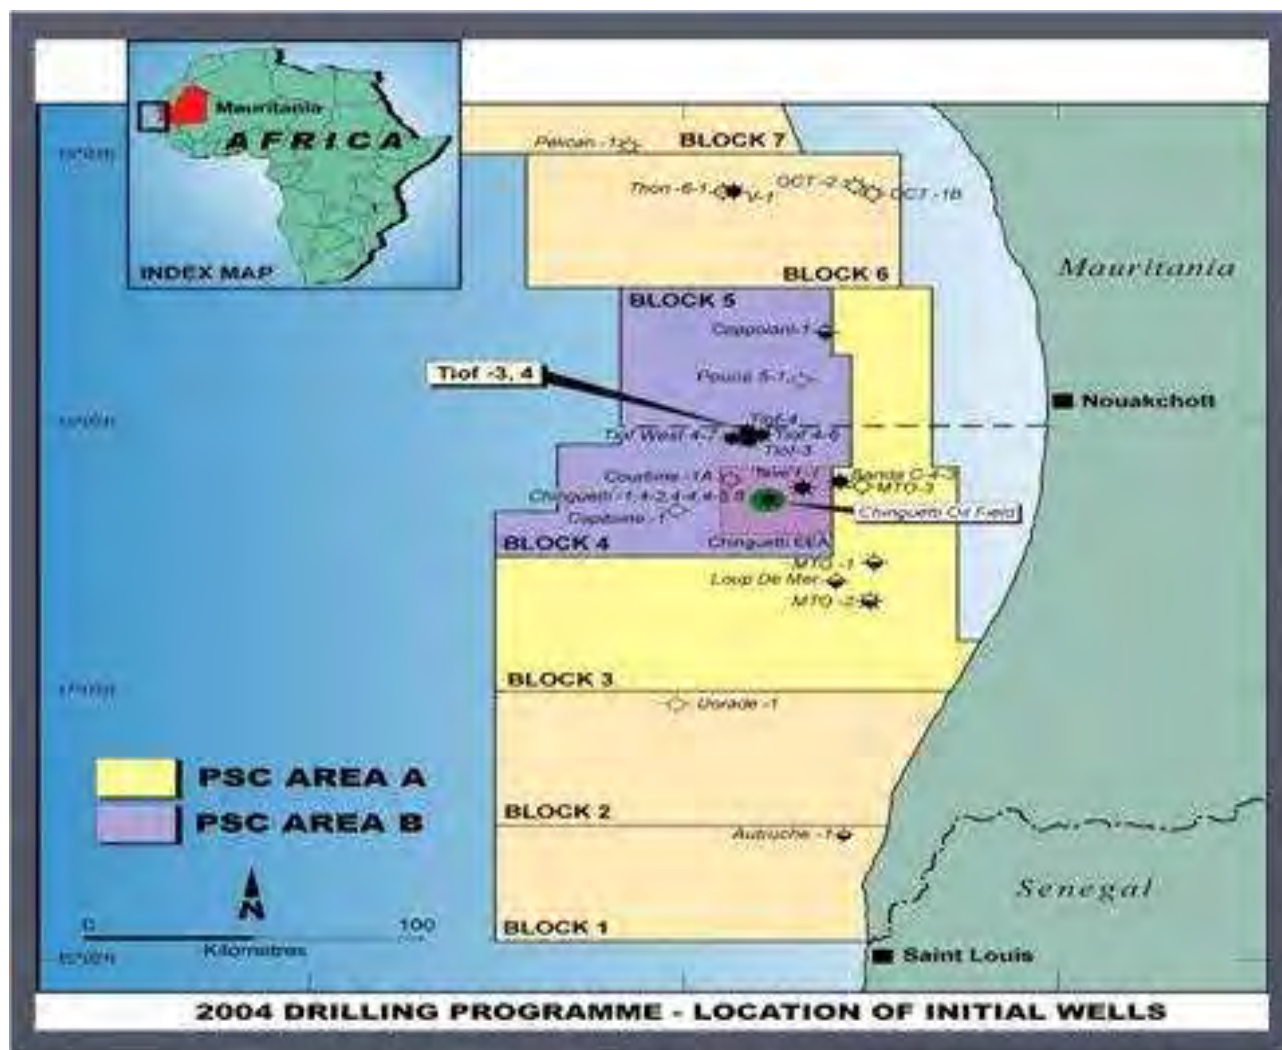 Mauritania
AFRICA
INDEX MAP
Pelican -1
BLOCK 7
Thon -6-1
V-1
OCT -2
OCT -1B
BLOCK 6
Mauritania
BLOCK 5
Coppolani-1
Tiof -3, 4
Nouakchott
Tiof-4
Tiof West 4-7
Tiof 4-6
Tiof-3
Courbine -1A
Banda C-4-3
MTO-3
Chinguetti Oil Field
Capitaine -1
BLOCK 4
Chinguetti EEA
MTO -1
Loup De Mer
MTO -2
BLOCK 3
PSC AREA A
PSC AREA B
BLOCK 2
Autruche -1
Senegal
N
0
100
Kilometres
BLOCK 1
Saint Louis
2004 DRILLING PROGRAMME - LOCATION OF INITIAL WELLS